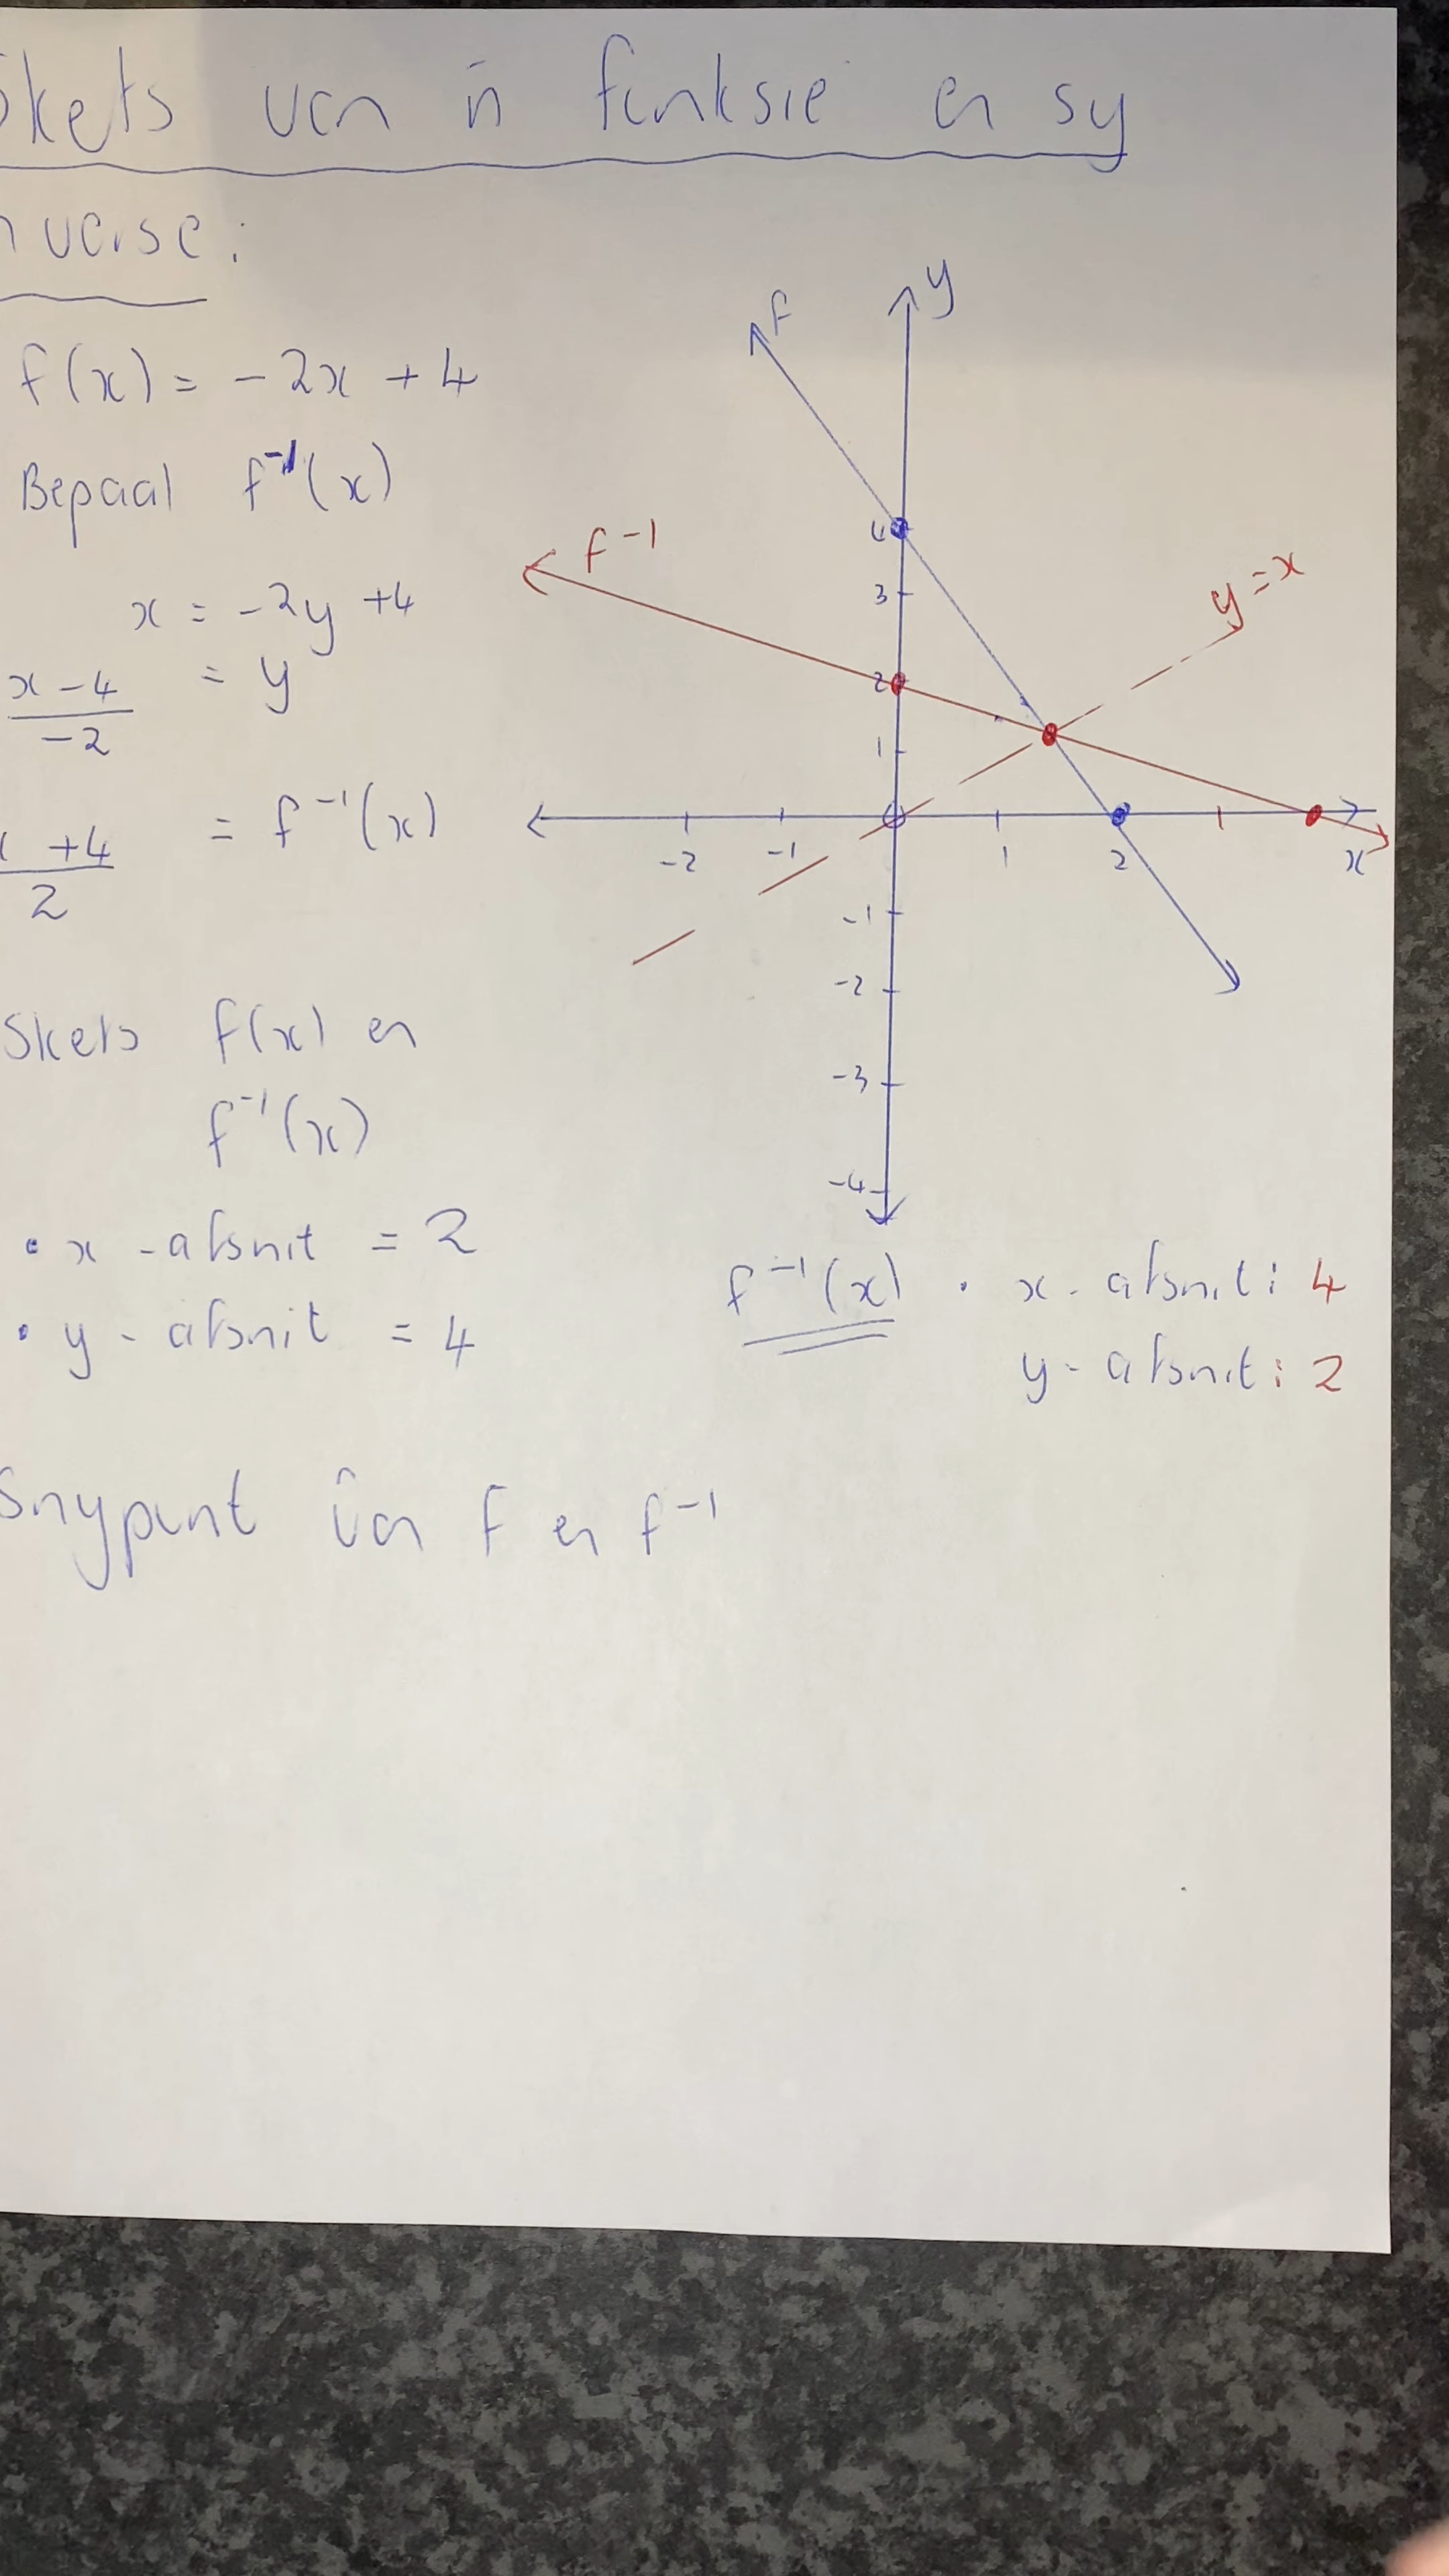 Skets van 'n funksie en sy
nverse:
f(x) = -2x + 4
Bepaal f⁻¹(x)
x = -2y +4
x - 4 = y
-2
x +4 = f⁻¹(x)
2
Skets f(x) en
f⁻¹(x)
• x - afsnit = 2
• y - afsnit = 4
Snypunt van f en f⁻¹
f
y
4
f⁻¹
3
y = x
2
1
-2 -1 1 2 x
-1
-2
-3
-4
f⁻¹(x) • x - afsnit: 4
y - afsnit: 2